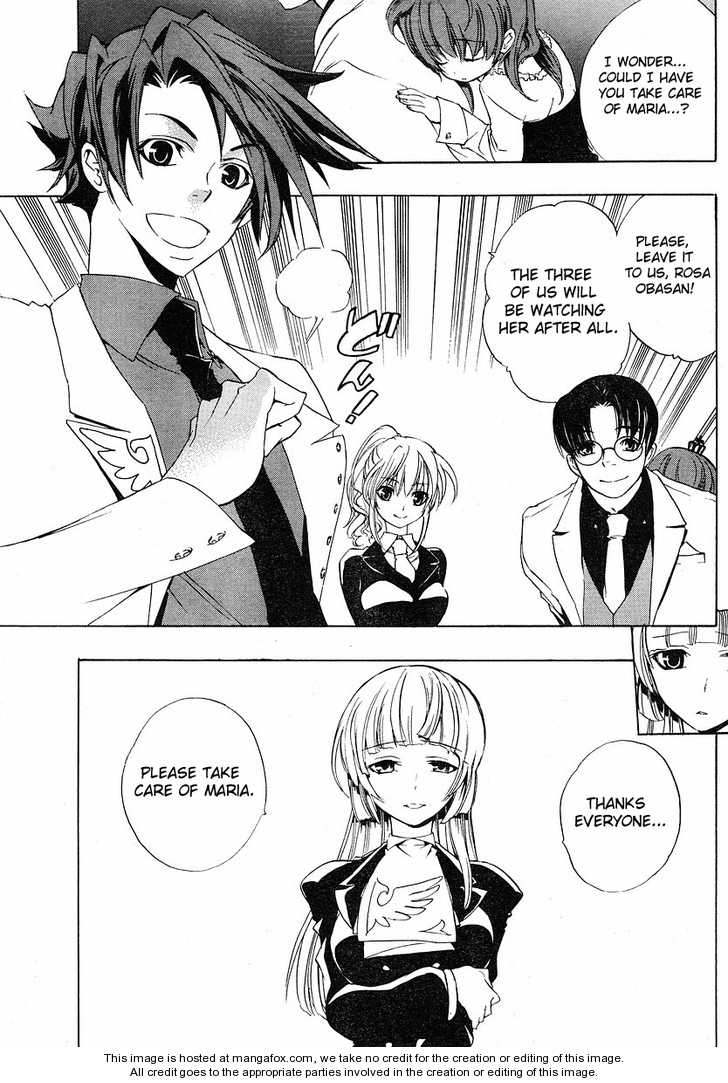 I WONDER...
COULD I HAVE
YOU TAKE CARE
OF MARIA...?
PLEASE,
LEAVE IT
TO US, ROSA
OBASAN!
THE THREE
OF US WILL
BE WATCHING
HER AFTER ALL.
どん!
THANKS
EVERYONE...
PLEASE TAKE
CARE OF MARIA.
This image is hosted at mangafox.com, we take no credit for the creation or editing of this image.
All credit goes to the appropriate parties involved in the creation or editing of this image.